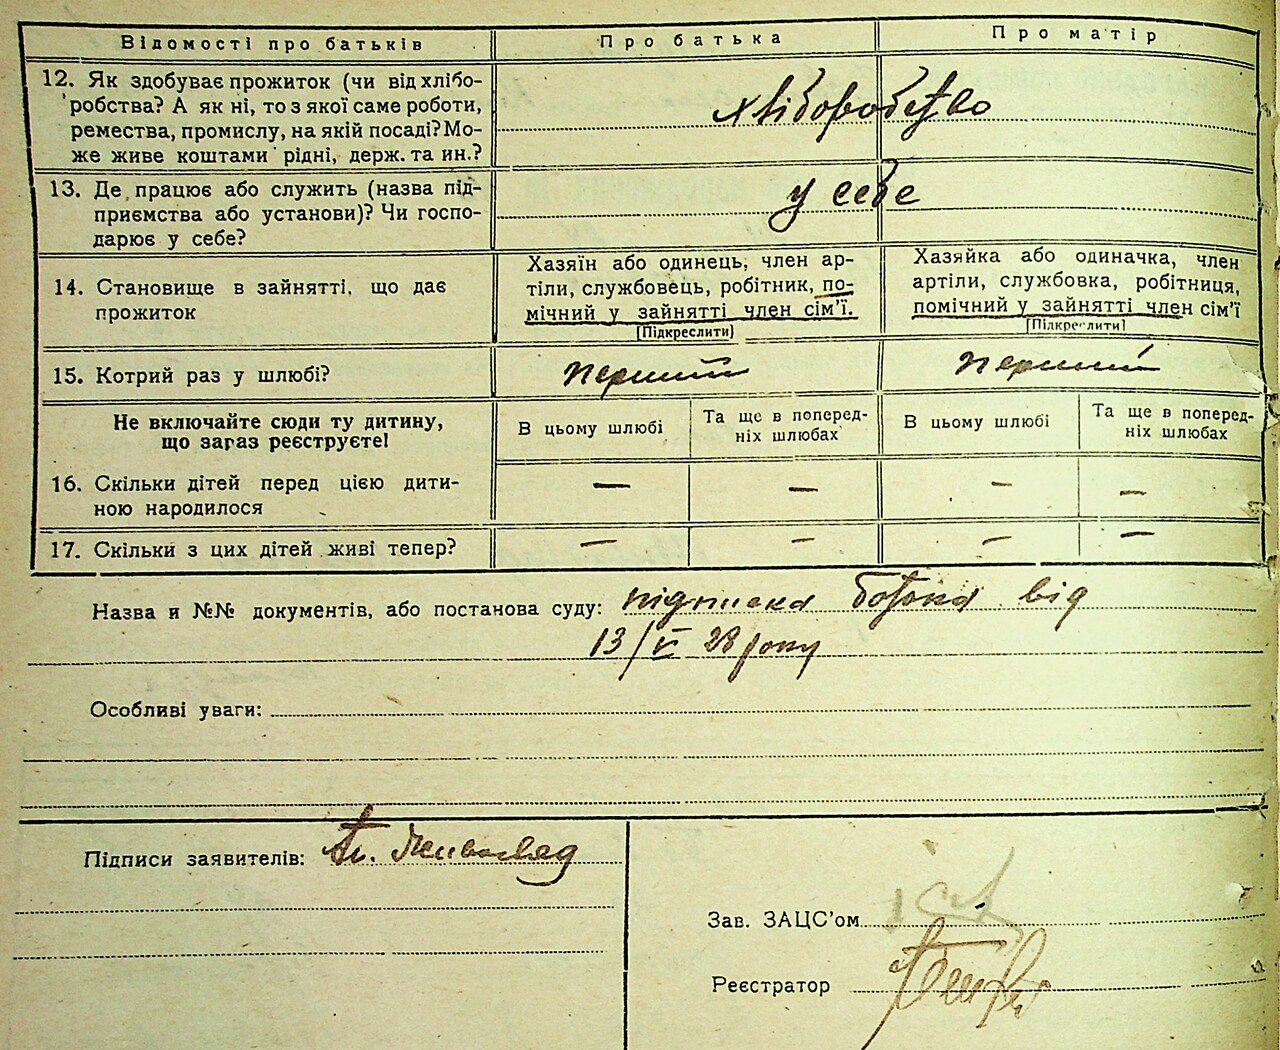 Відомості про батьків Про батька Про матір
12. Як здобуває прожиток (чи від хлібо-
робства? А як ні, то з якої саме роботи,
ремества, промислу, на якій посаді? Мо-
же живе коштами рідні, держ. та ин.?
хліборобство
13. Де працює або служить (назва під-
приємства або установи)? Чи госпо-
дарює у себе?
у себе
14. Становище в зайнятті, що дає
прожиток
Хазяїн або одинець, член ар-
тіли, службовець, робітник, по-
мічний у зайнятті член сім’ї.
[Підкреслити]
Хазяйка або одиначка, член
артіли, службовка, робітниця,
помічний у зайнятті член сім’ї
[Підкреслити]
15. Котрий раз у шлюбі? перший перший
Не включайте сюди ту дитину,
що зараз реєструєте!
В цьому шлюбі
Та ще в поперед-
ніх шлюбах
В цьому шлюбі
Та ще в поперед-
ніх шлюбах
16. Скільки дітей перед цією дити-
ною народилося
— — — —
17. Скільки з цих дітей живі тепер? — — — —
Назва и №№ документів, або постанова суду: підписка батька від
13/V 28 року
Особливі уваги:
Підписи заявителів:
Зав. ЗАЦС’ом
Реєстратор